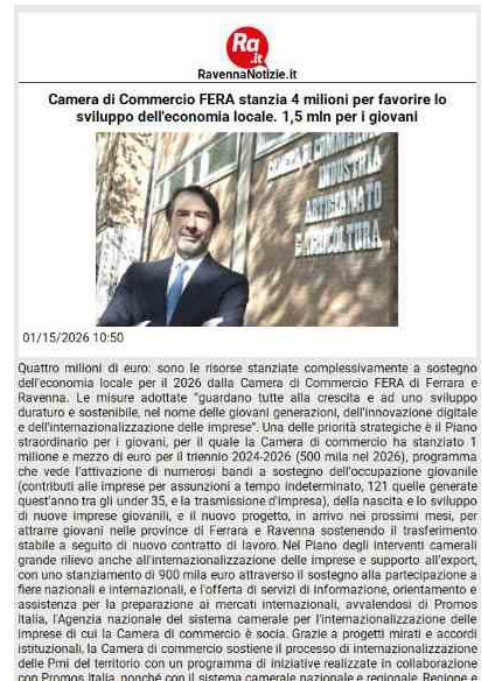 Ra
.it
RavennaNotizie.it
Camera di Commercio FERA stanzia 4 milioni per favorire lo
sviluppo dell'economia locale. 1,5 mln per i giovani
CAMERA DI COMMERCIO
INDUSTRIA
ARTIGIANATO
E AGRICOLTURA
01/15/2026 10:50
Quattro milioni di euro: sono le risorse stanziate complessivamente a sostegno
dell'economia locale per il 2026 dalla Camera di Commercio FERA di Ferrara e
Ravenna. Le misure adottate "guardano tutte alla crescita e ad uno sviluppo
duraturo e sostenibile, nel nome delle giovani generazioni, dell'innovazione digitale
e dell'internazionalizzazione delle imprese". Una delle priorità strategiche è il Piano
straordinario per i giovani, per il quale la Camera di commercio ha stanziato 1
milione e mezzo di euro per il triennio 2024-2026 (500 mila nel 2026), programma
che vede l'attivazione di numerosi bandi a sostegno dell'occupazione giovanile
(contributi alle imprese per assunzioni a tempo indeterminato, 121 quelle generate
quest'anno tra gli under 35, e la trasmissione d'impresa), della nascita e lo sviluppo
di nuove imprese giovanili, e il nuovo progetto, in arrivo nei prossimi mesi, per
attrarre giovani nelle province di Ferrara e Ravenna sostenendo il trasferimento
stabile a seguito di nuovo contratto di lavoro. Nel Piano degli interventi camerali
grande rilievo anche all'internazionalizzazione delle imprese e supporto all'export,
con uno stanziamento di 900 mila euro attraverso il sostegno alla partecipazione a
fiere nazionali e internazionali, e l'offerta di servizi di informazione, orientamento e
assistenza per la preparazione ai mercati internazionali, avvalendosi di Promos
Italia, l'Agenzia nazionale del sistema camerale per l'internazionalizzazione delle
imprese di cui la Camera di commercio è socia. Grazie a progetti mirati e accordi
istituzionali, la Camera di commercio sostiene il processo di internazionalizzazione
delle Pmi del territorio con un programma di iniziative realizzate in collaborazione
con Promos Italia, nonché con il sistema camerale nazionale e regionale, Regione e